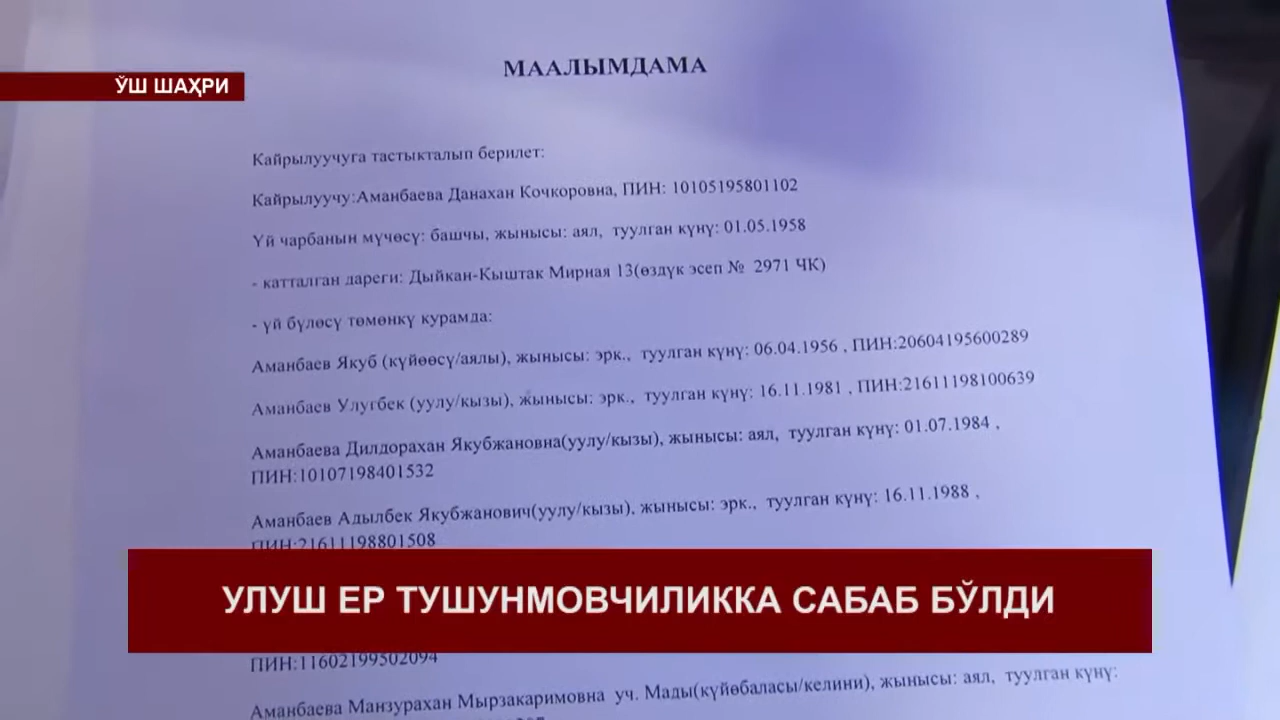 МААЛЫМДАМА
ЎШ ШАҲРИ
Кайрылуучуга тастыкталып берилет:
Кайрылуучу:Аманбаева Данахан Кочкоровна, ПИН: 10105195801102
Үй чарбанын мүчөсү: башчы, жынысы: аял, туулган күнү: 01.05.1958
- катталган дареги: Дыйкан-Кыштак Мирная 13(өздүк эсеп № 2971 ЧК)
- үй бүлөсү төмөнкү курамда:
Аманбаев Якуб (күйөөсү/аялы), жынысы: эрк., туулган күнү: 06.04.1956 , ПИН:20604195600289
Аманбаев Улугбек (уулу/кызы), жынысы: эрк., туулган күнү: 16.11.1981 , ПИН:21611198100639
Аманбаева Дилдорахан Якубжановна(уулу/кызы), жынысы: аял, туулган күнү: 01.07.1984 ,
ПИН:10107198401532
Аманбаев Адылбек Якубжанович(уулу/кызы), жынысы: эрк., туулган күнү: 16.11.1988 ,
ПИН:21611198801508
УЛУШ ЕР ТУШУНМОВЧИЛИККА САБАБ БЎЛДИ
ПИН:11602199502094
Аманбаева Манзурахан Мырзакаримовна уч. Мады(күйөбаласы/келини), жынысы: аял, туулган күнү: